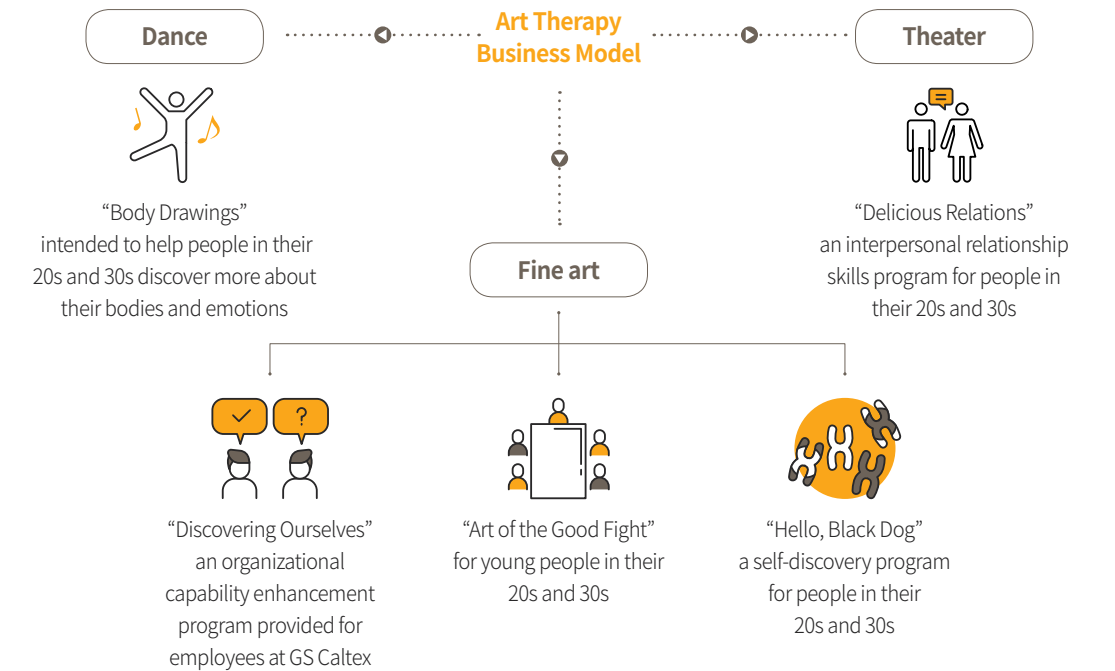 Art Therapy
Business Model
Dance
Theater
“Body Drawings”
intended to help people in their
20s and 30s discover more about
their bodies and emotions
“Delicious Relations”
an interpersonal relationship
skills program for people in
their 20s and 30s
Fine art
“Discovering Ourselves”
an organizational
capability enhancement
program provided for
employees at GS Caltex
“Art of the Good Fight”
for young people in their
20s and 30s
“Hello, Black Dog”
a self-discovery program
for people in their
20s and 30s